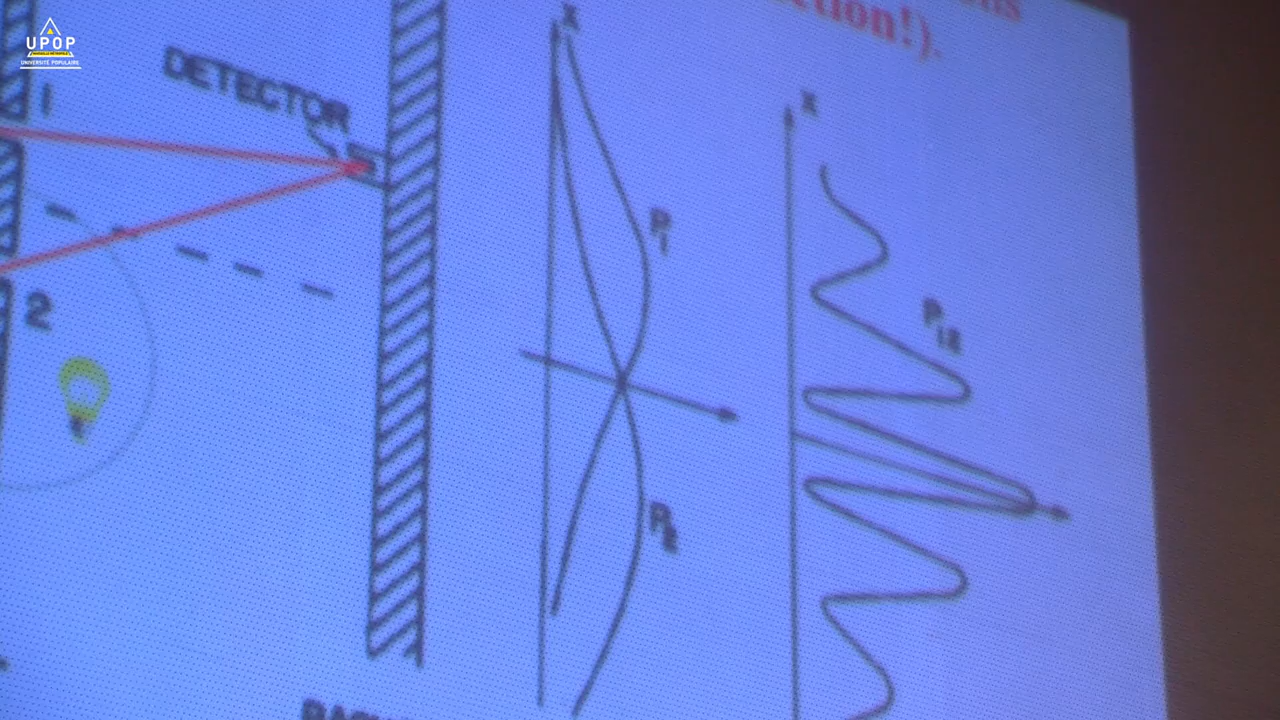 UPOP
UNIVERSITÉ POPULAIRE
ction!).
DETECTOR
1
2
x
P1
P2
x
P12